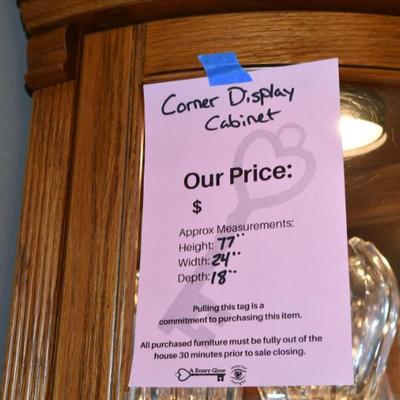 Corner Display
Cabinet
Our Price:
$
Approx Measurements:
Height: 77"
Width: 24"
Depth: 18"
Pulling this tag is a
commitment to purchasing this item.
All purchased furniture must be fully out of the
house 30 minutes prior to sale closing.
A Rosey Glow